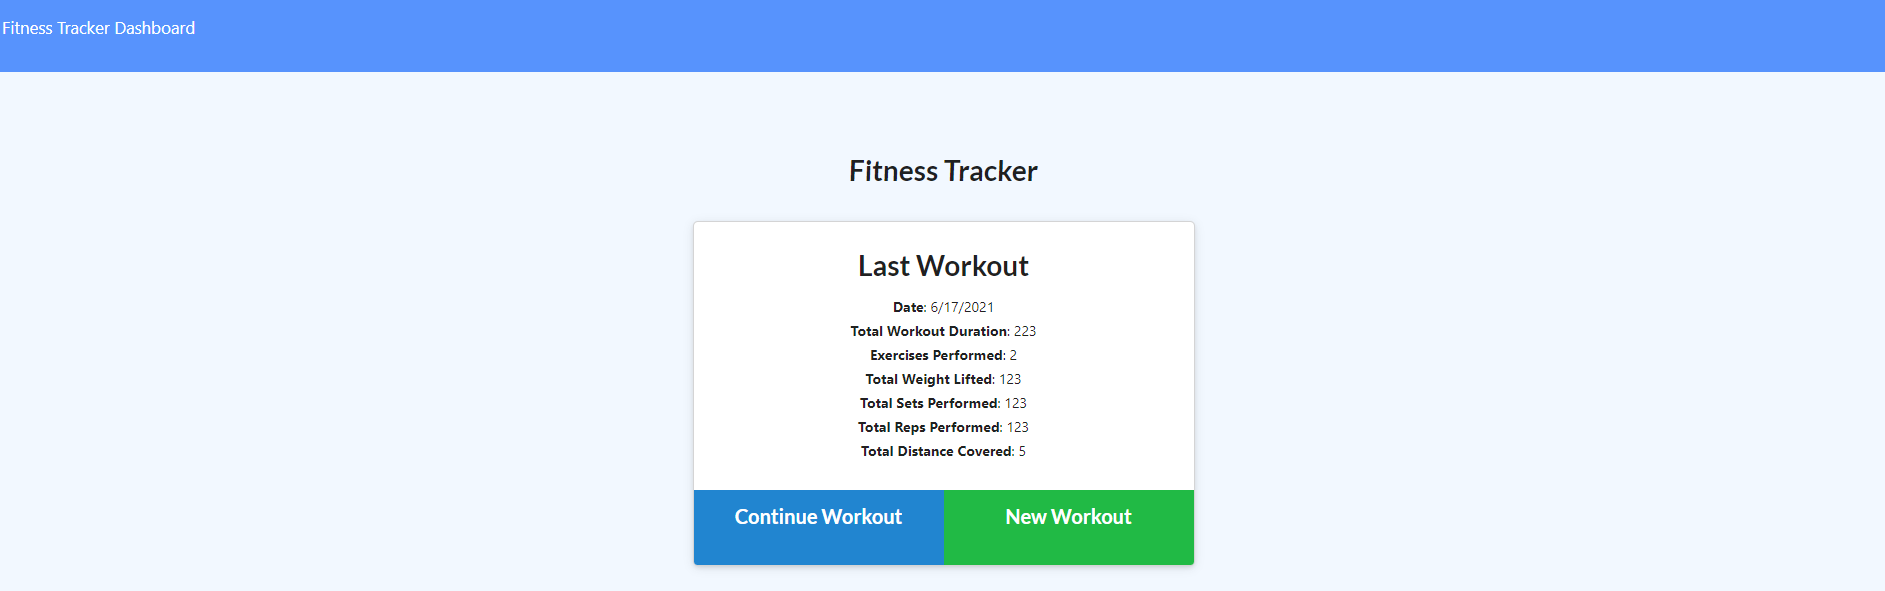 Fitness Tracker Dashboard
Fitness Tracker
Last Workout
Date: 6/17/2021
Total Workout Duration: 223
Exercises Performed: 2
Total Weight Lifted: 123
Total Sets Performed: 123
Total Reps Performed: 123
Total Distance Covered: 5
Continue Workout New Workout